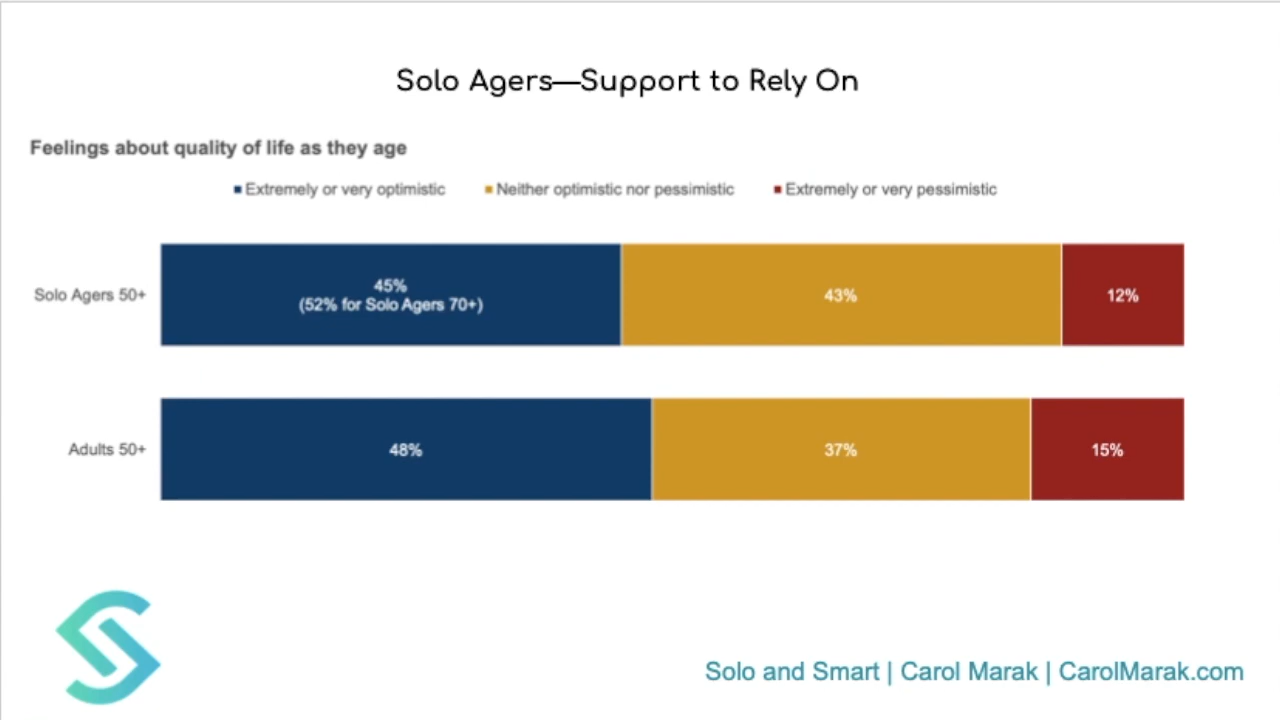 Solo Agers—Support to Rely On
Feelings about quality of life as they age
Extremely or very optimistic
Neither optimistic nor pessimistic
Extremely or very pessimistic
Solo Agers 50+
45%
(52% for Solo Agers 70+)
43%
12%
Adults 50+
48%
37%
15%
Solo and Smart | Carol Marak | CarolMarak.com